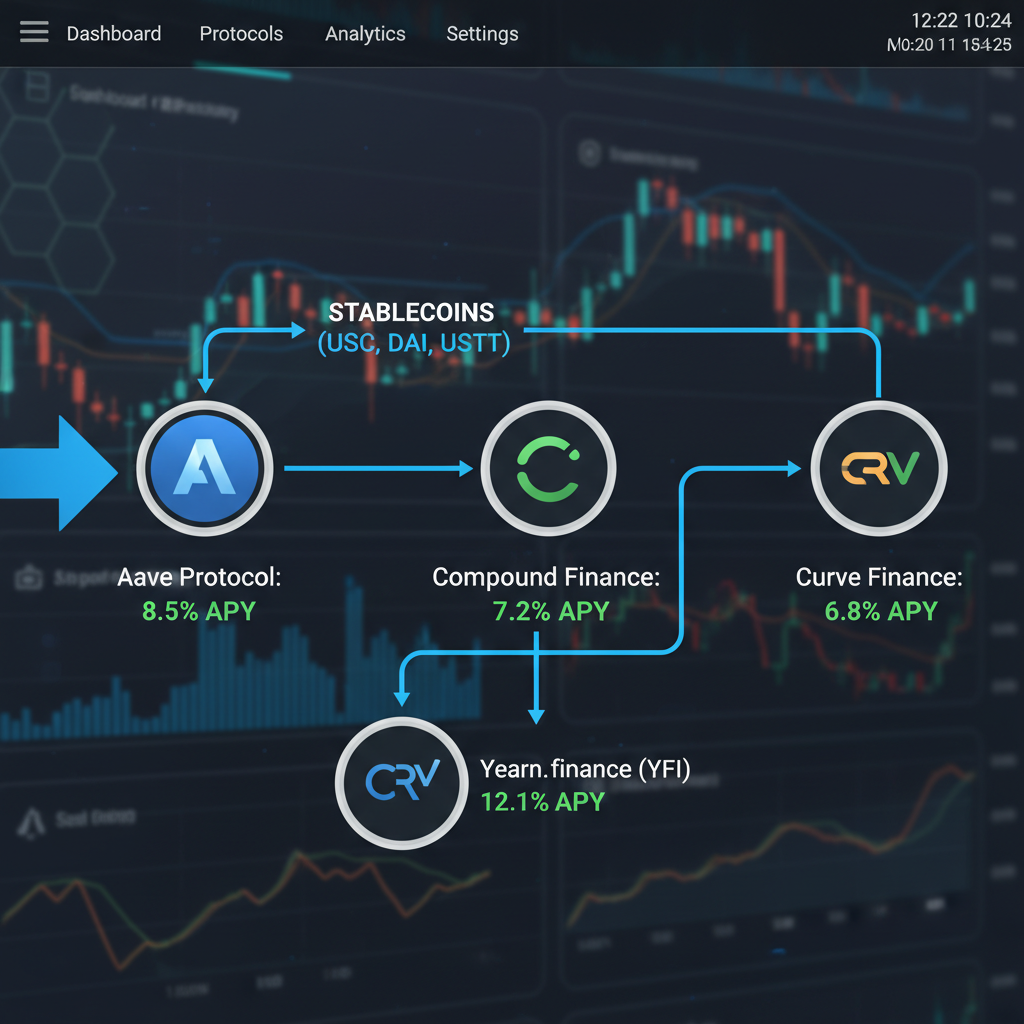 Dashboard Protocols Analytics Settings
12:22 10:24
M0:20 11 154:25
STABLECOINS
(USC, DAI, USTT)
A
C
CRV
Aave Protocol:
8.5% APY
Compound Finance:
7.2% APY
Curve Finance:
6.8% APY
CRV
Yearn.finance (YFI)
12.1% APY